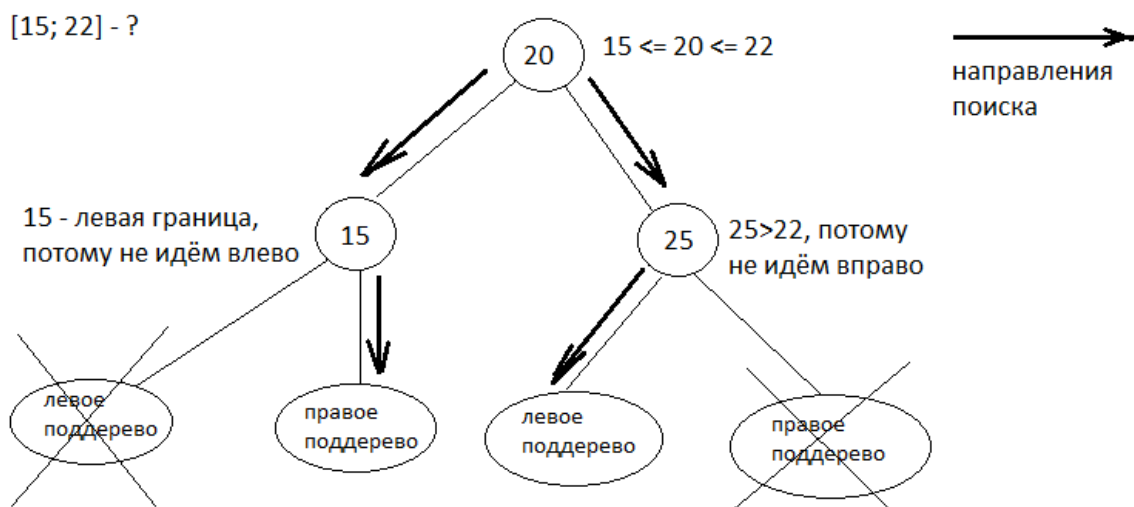 [15; 22] - ?
20
15 <= 20 <= 22
направления
поиска
15 - левая граница,
потому не идём влево
15
25
25>22, потому
не идём вправо
левое
поддерево
правое
поддерево
левое
поддерево
правое
поддерево